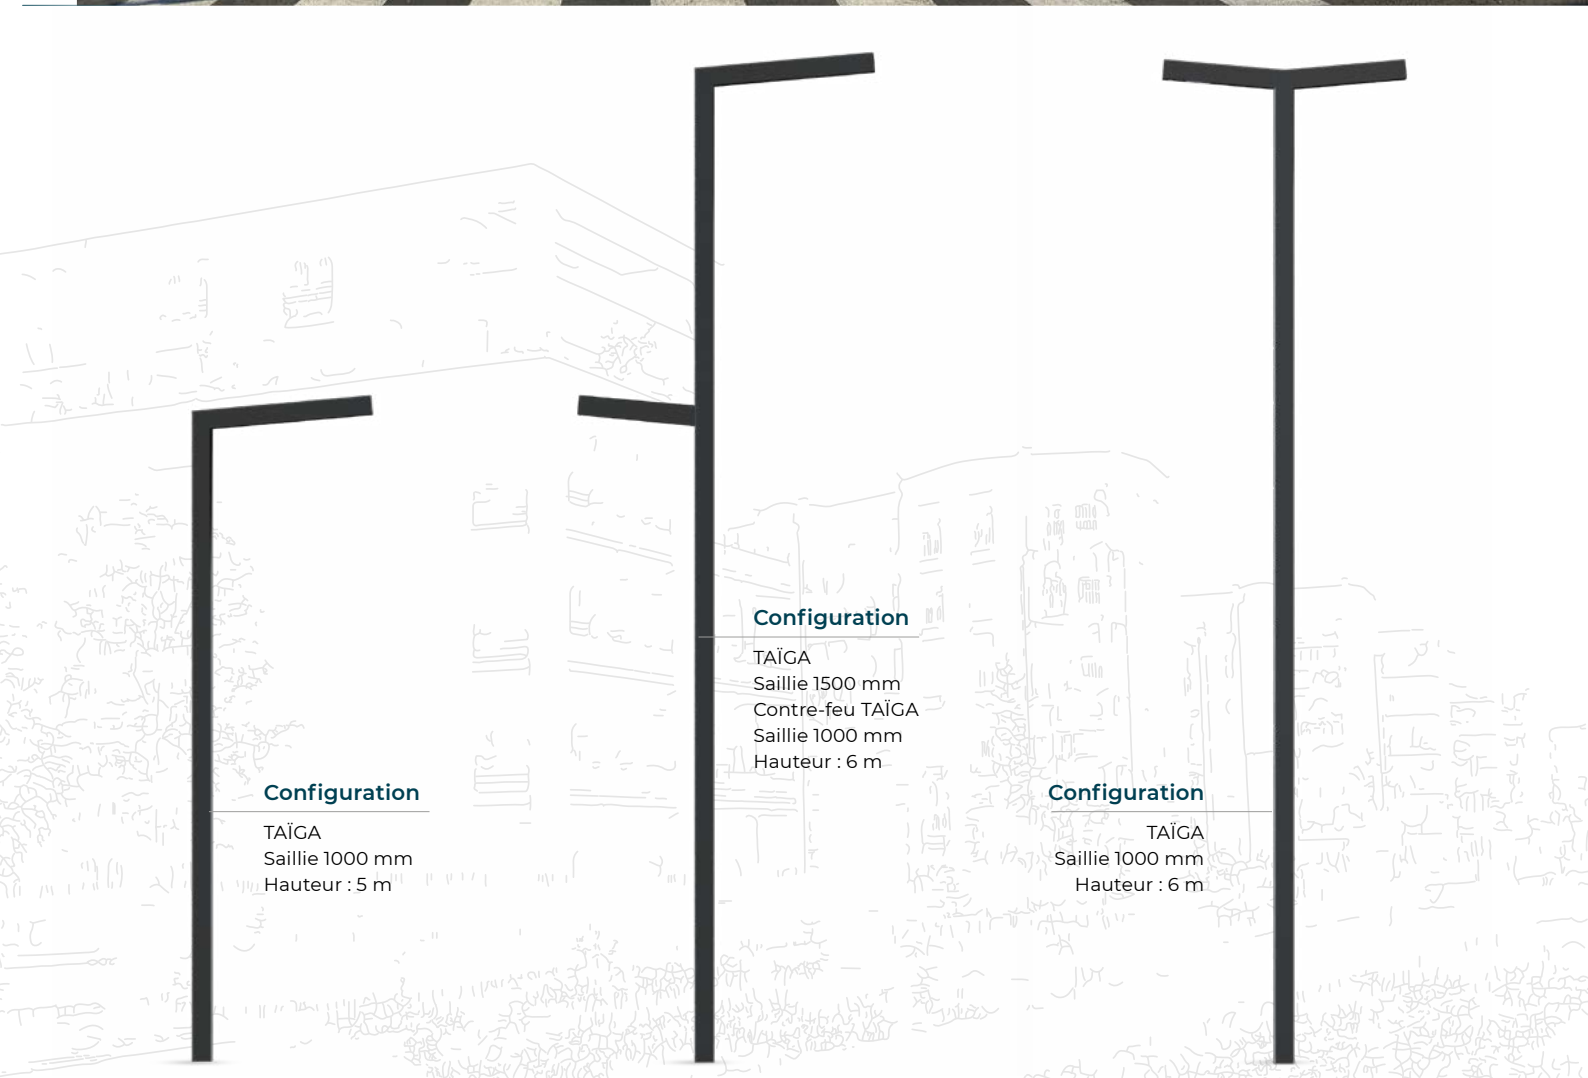 Configuration
TAÏGA
Saillie 1000 mm
Hauteur : 5 m
Configuration
TAÏGA
Saillie 1500 mm
Contre-feu TAÏGA
Saillie 1000 mm
Hauteur : 6 m
Configuration
TAÏGA
Saillie 1000 mm
Hauteur : 6 m